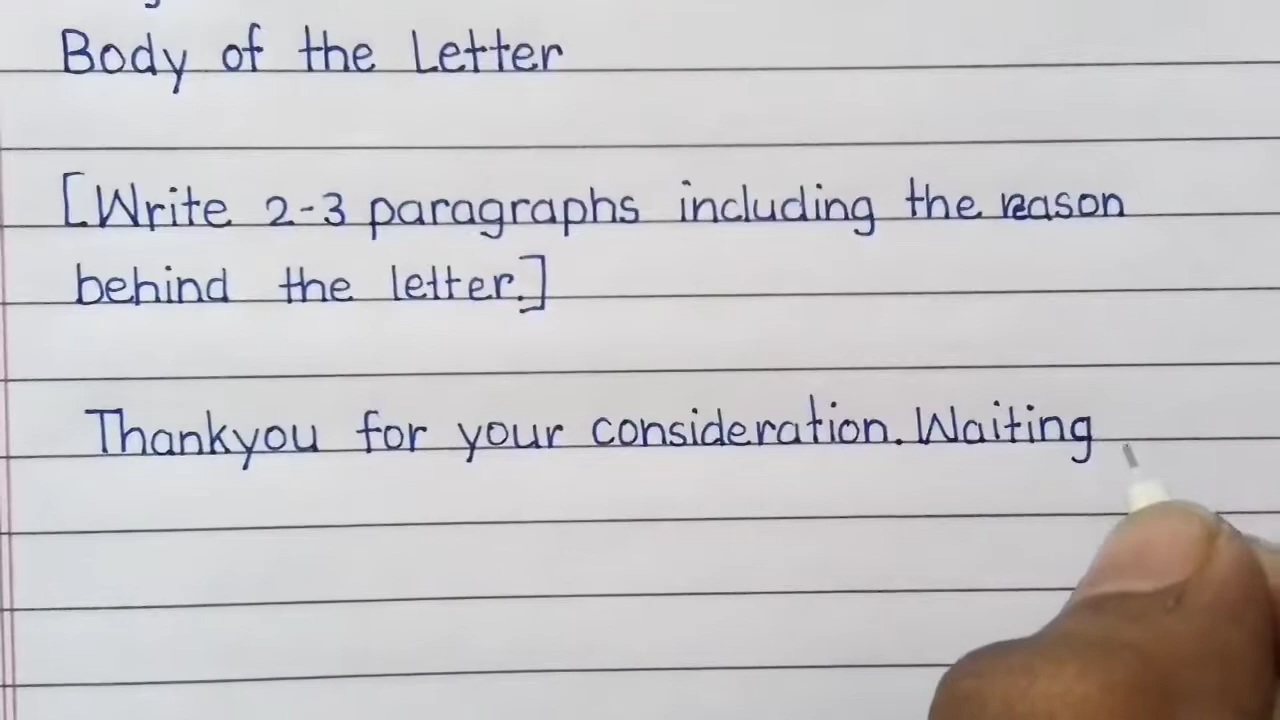 Body of the Letter
[Write 2-3 paragraphs including the reason
behind the letter.]
Thankyou for your consideration. Waiting